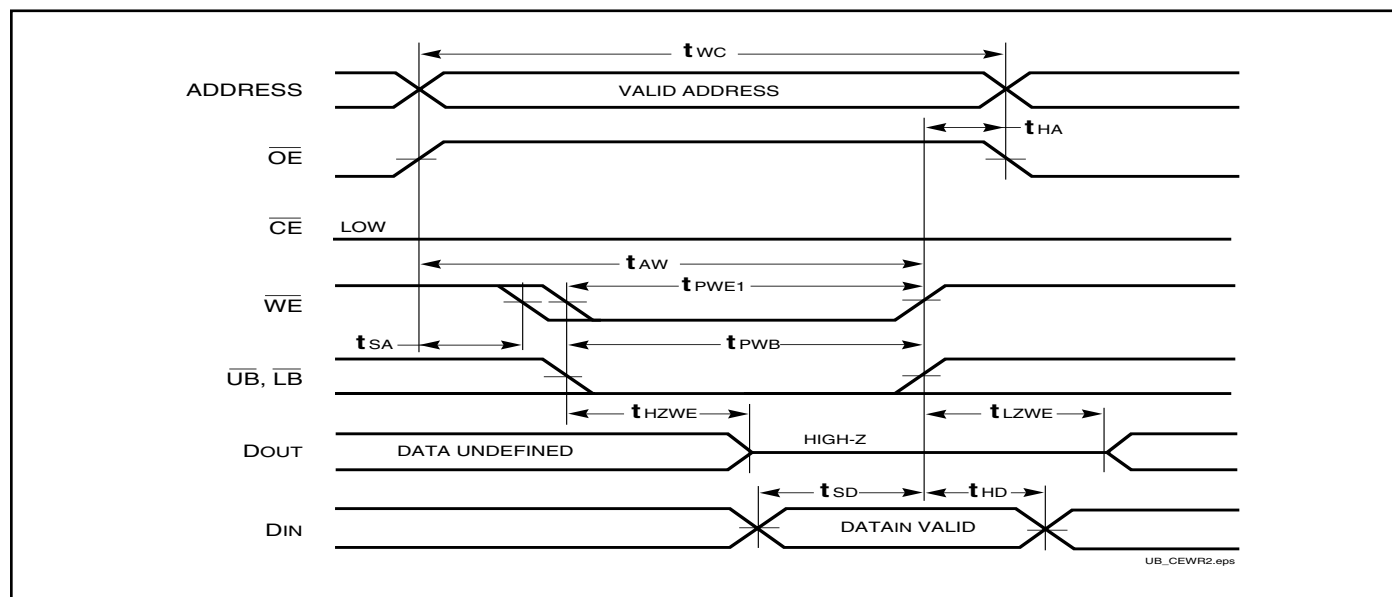 tWC
ADDRESS
VALID ADDRESS
tHA
OE
CE
LOW
tAW
WE
tPWE1
tSA
tPWB
UB, LB
tHZWE
tLZWE
DOUT
DATA UNDEFINED
HIGH-Z
tSD
tHD
DIN
DATAIN VALID
UB_CEWR2.eps